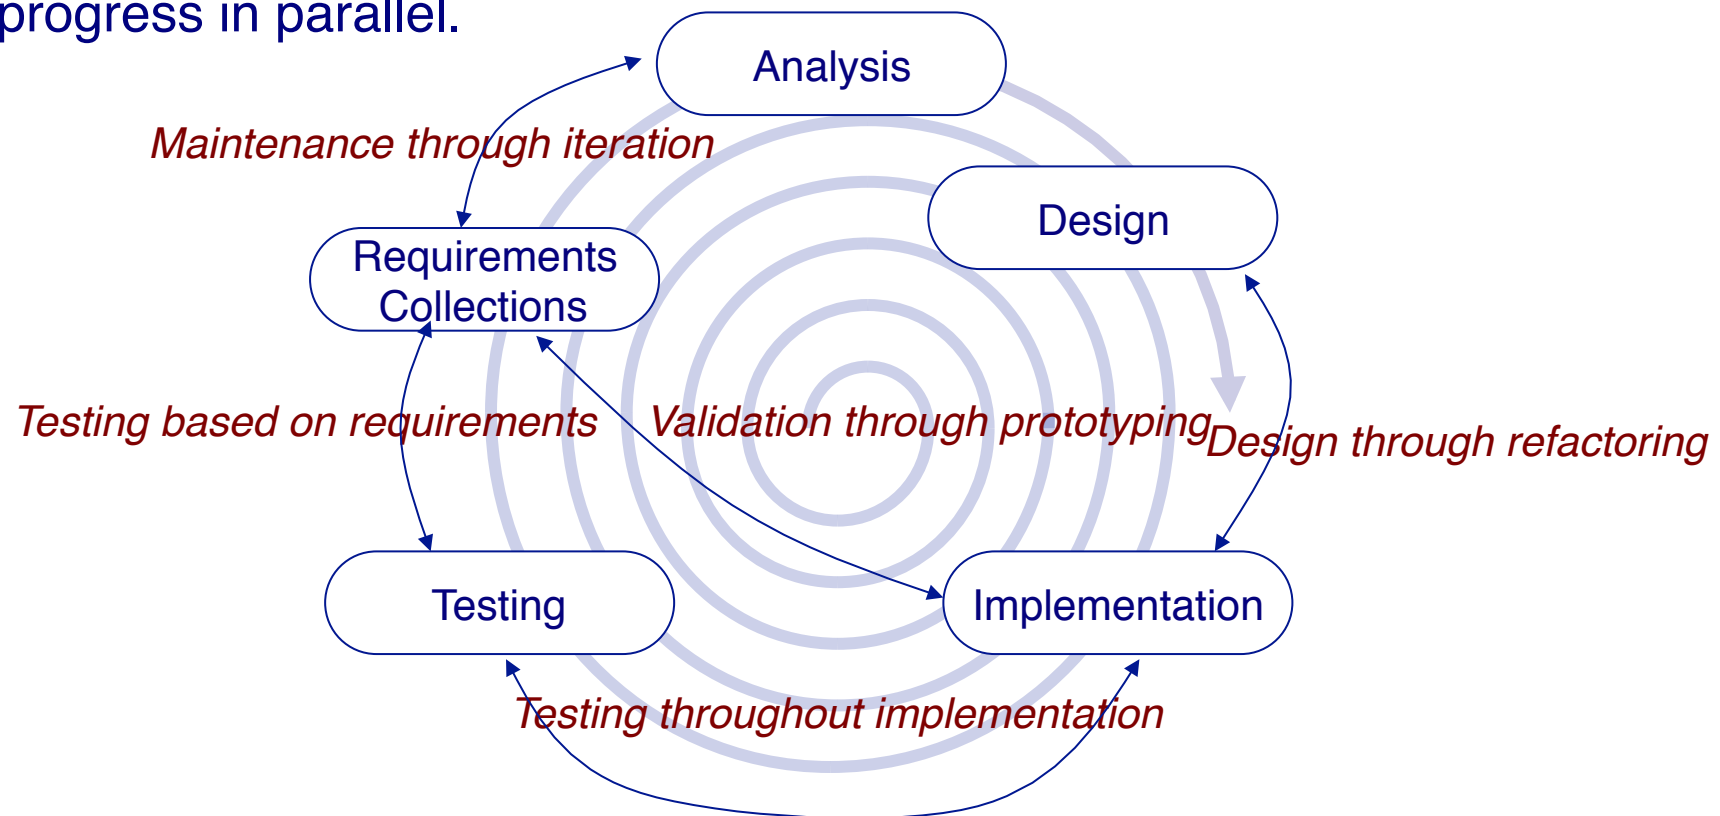 progress in parallel.
Analysis
Maintenance through iteration
Design
Requirements
Collections
Testing based on requirements
Validation through prototyping
Design through refactoring
Testing
Implementation
Testing throughout implementation